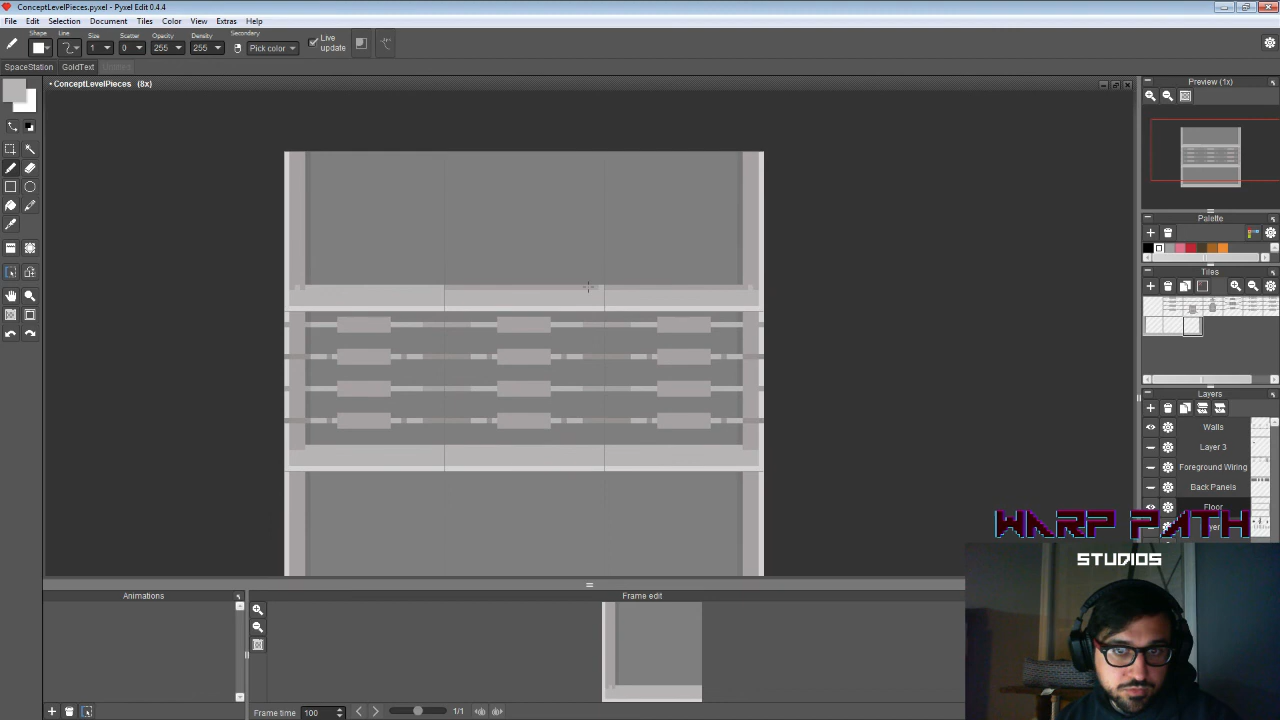 ConceptLevelPieces.pyxel - Pyxel Edit 0.4.4
File Edit Selection Document Tiles Color View Extras Help
Shape Line Size Scatter Opacity Density Secondary
1 0 255 255 Pick color Live update
SpaceStation GoldText Untitled
• ConceptLevelPieces (8x)
Preview (1x)
Palette
Tiles
Layers
Walls
Layer 3
Foreground Wiring
Back Panels
Floor
WARP PATH
STUDIOS
Animations
Frame edit
Frame time 100 1/1